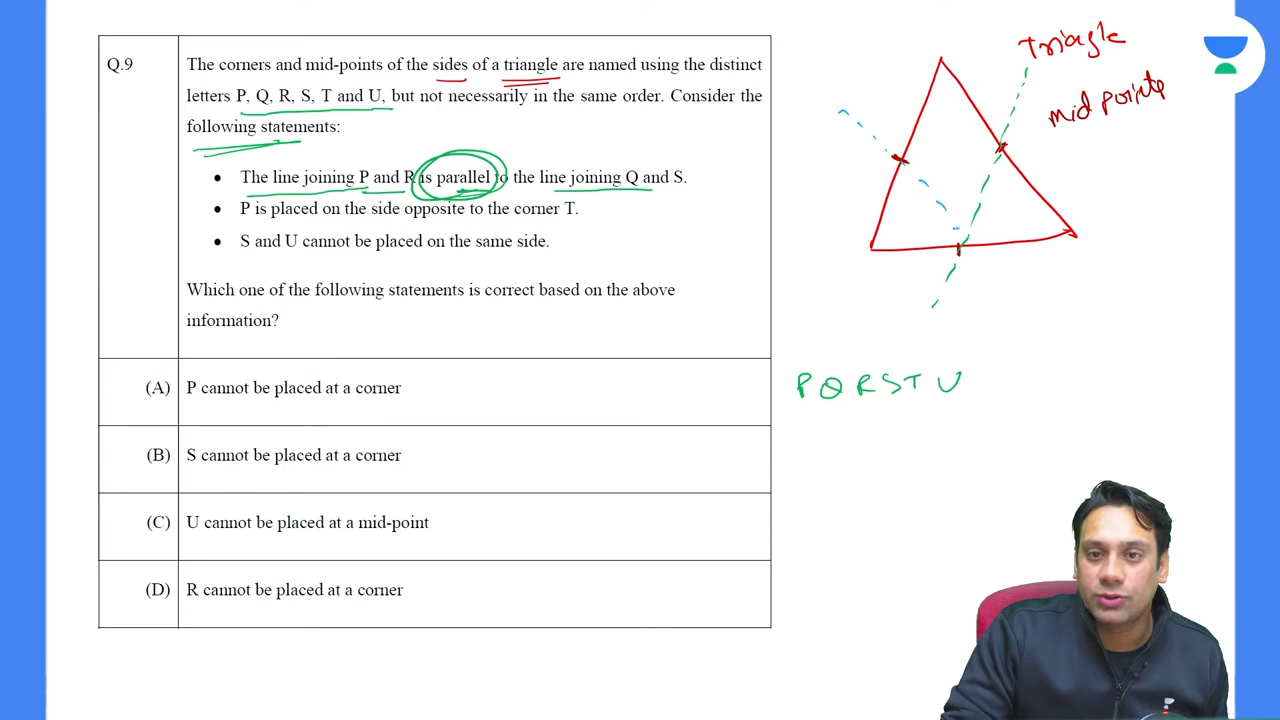 Q.9
The corners and mid-points of the sides of a triangle are named using the distinct
letters P, Q, R, S, T and U, but not necessarily in the same order. Consider the
following statements:
• The line joining P and R is parallel to the line joining Q and S.
• P is placed on the side opposite to the corner T.
• S and U cannot be placed on the same side.
Which one of the following statements is correct based on the above
information?
(A) P cannot be placed at a corner
(B) S cannot be placed at a corner
(C) U cannot be placed at a mid-point
(D) R cannot be placed at a corner
Triagle
mid points
P Q R S T U